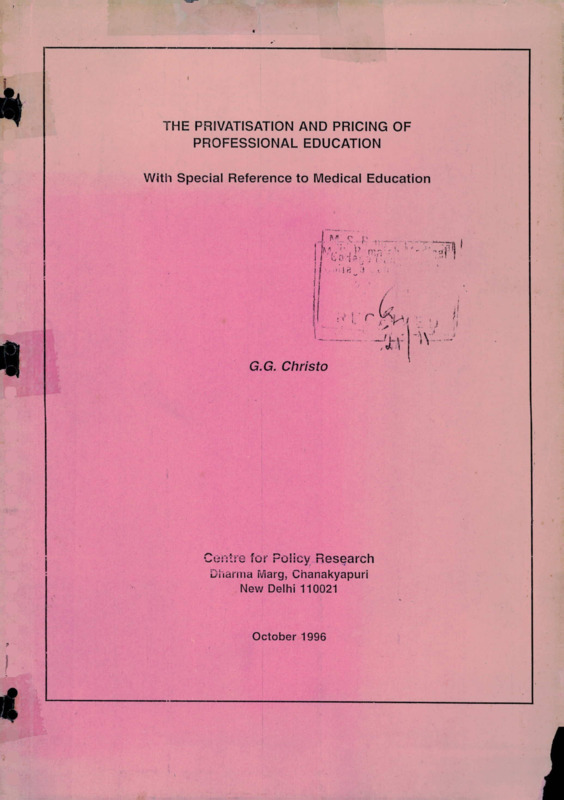 THE PRIVATISATION AND PRICING OF
PROFESSIONAL EDUCATION
With Special Reference to Medical Education
M. S. R
G.G. Christo
Centre for Policy Research
Dharma Marg, Chanakyapuri
New Delhi 110021
October 1996